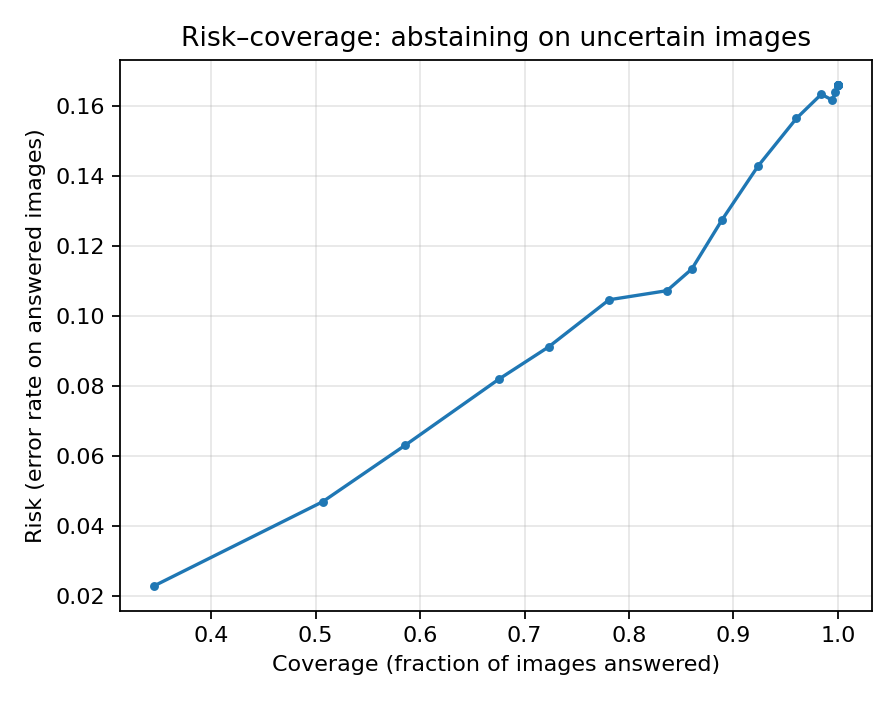 Risk–coverage: abstaining on uncertain images
Risk (error rate on answered images)
0.16
0.14
0.12
0.10
0.08
0.06
0.04
0.02
0.4 0.5 0.6 0.7 0.8 0.9 1.0
Coverage (fraction of images answered)